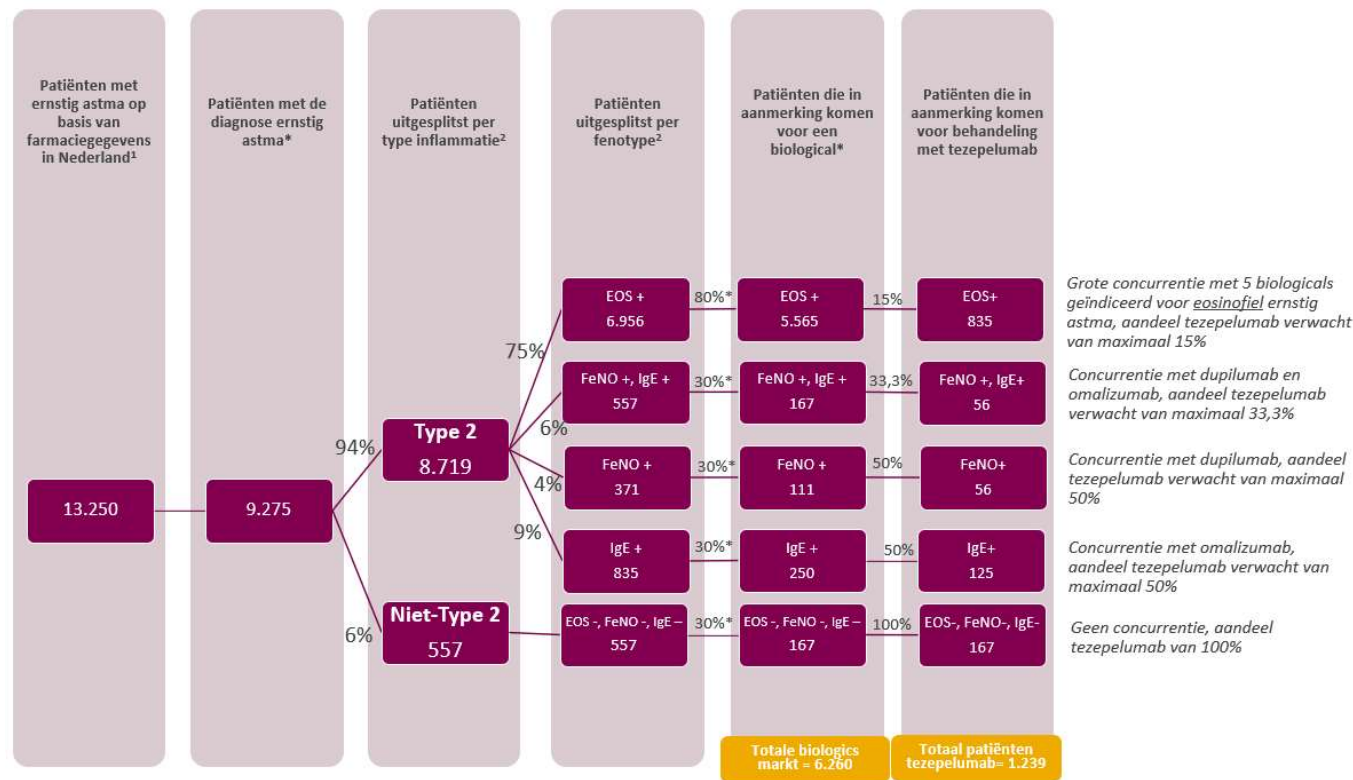 Patiënten met
ernstig astma op
basis van
farmaciegegevens
in Nederland¹
Patiënten met de
diagnose ernstig
astma*
Patiënten
uitgesplitst per
type inflammatie²
Patiënten
uitgesplitst per
fenotype²
Patiënten die in
aanmerking komen
voor een
biological*
Patiënten die in
aanmerking komen
voor behandeling
met tezepelumab
13.250
9.275
94%
6%
Type 2
8.719
Niet-Type 2
557
75%
6%
4%
9%
EOS +
6.956
80%*
EOS +
5.565
15%
EOS+
835
Grote concurrentie met 5 biologicals
geïndiceerd voor eosinofiel ernstig
astma, aandeel tezepelumab verwacht
van maximaal 15%
FeNO +, IgE +
557
30%*
FeNO +, IgE +
167
33,3%
FeNO +, IgE+
56
Concurrentie met dupilumab en
omalizumab, aandeel tezepelumab
verwacht van maximaal 33,3%
FeNO +
371
30%*
FeNO +
111
50%
FeNO+
56
Concurrentie met dupilumab, aandeel
tezepelumab verwacht van maximaal
50%
IgE +
835
30%*
IgE +
250
50%
IgE+
125
Concurrentie met omalizumab,
aandeel tezepelumab verwacht van
maximaal 50%
EOS -, FeNO -, IgE –
557
30%*
EOS -, FeNO -, IgE –
167
100%
EOS-, FeNO-, IgE-
167
Geen concurrentie, aandeel
tezepelumab van 100%
Totale biologics
markt = 6.260
Totaal patiënten
tezepelumab= 1.239